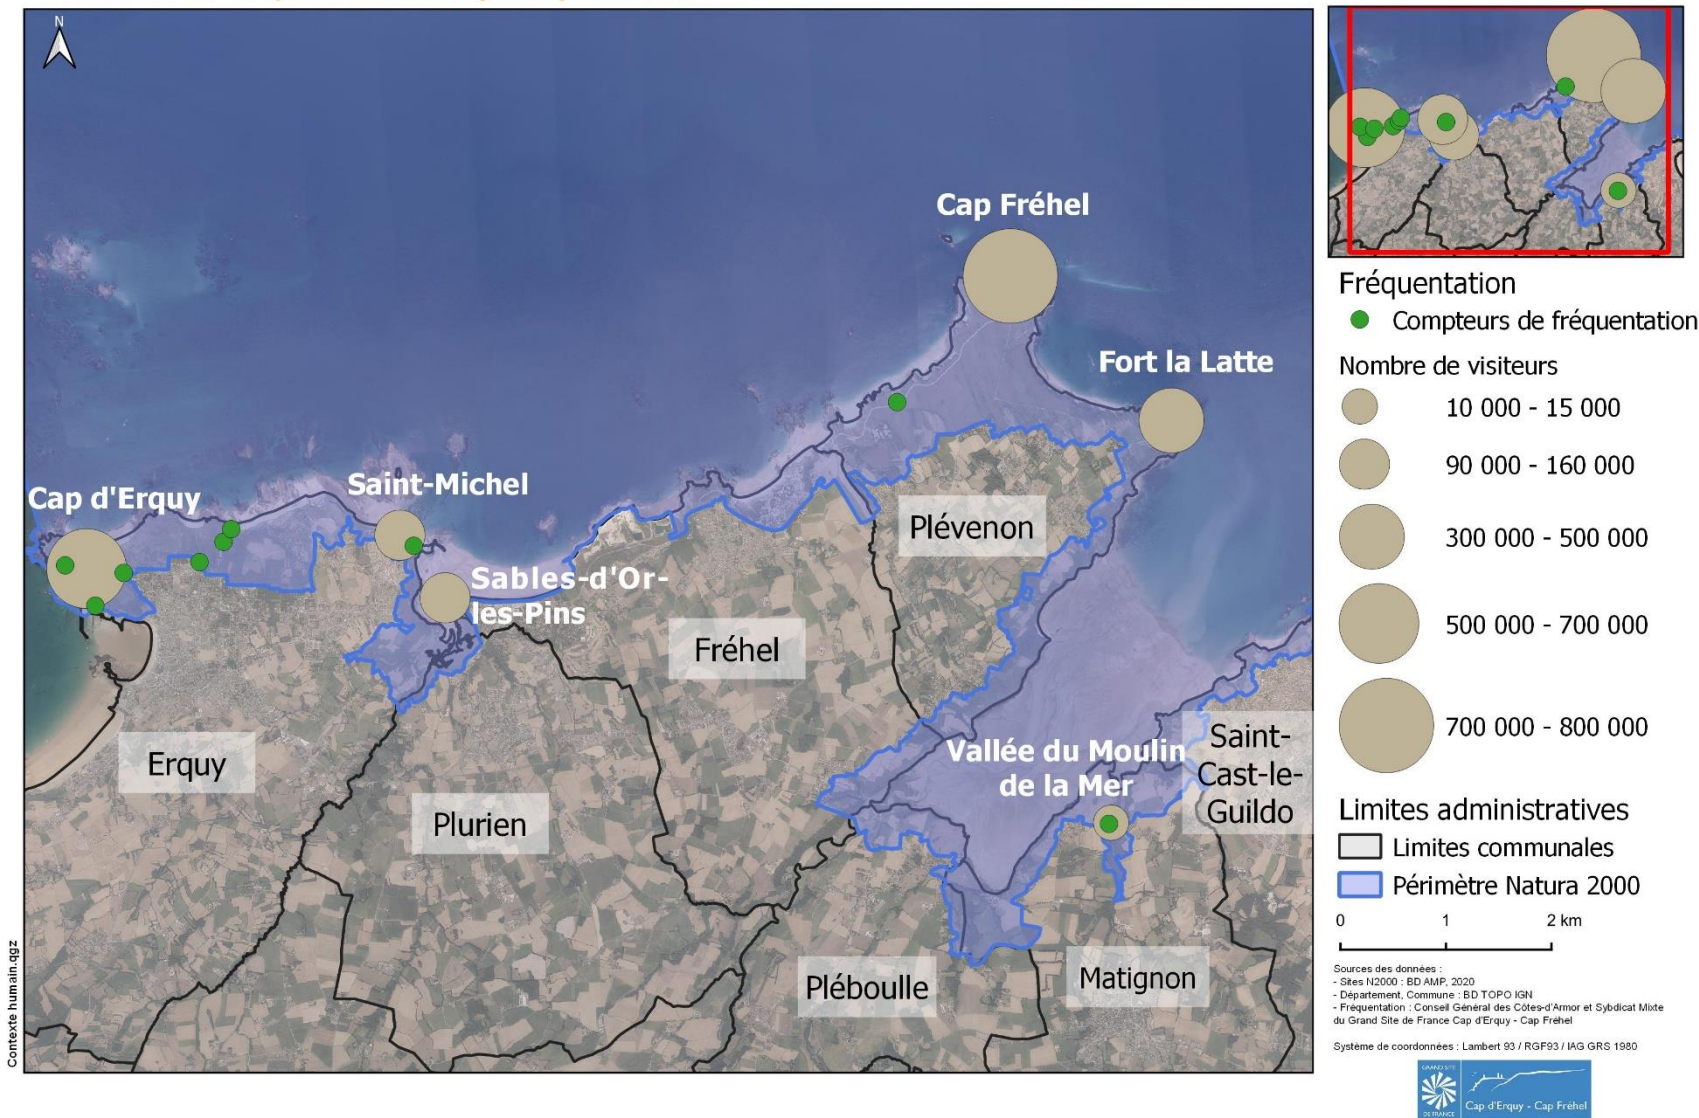 N
Cap Fréhel
Fort la Latte
Saint-Michel
Cap d'Erquy
Sables-d'Or-
les-Pins
Plévenon
Fréhel
Erquy
Plurien
Vallée du Moulin
de la Mer
Saint-
Cast-le-
Guildo
Pléboulle
Matignon
Contexte humain.qgz
Fréquentation
Compteurs de fréquentation
Nombre de visiteurs
10 000 - 15 000
90 000 - 160 000
300 000 - 500 000
500 000 - 700 000
700 000 - 800 000
Limites administratives
Limites communales
Périmètre Natura 2000
0 1 2 km
Sources des données :
- Sites N2000 : BD AMP, 2020
- Département, Commune : BD TOPO IGN
- Fréquentation : Conseil Général des Côtes-d'Armor et Sybdicat Mixte
du Grand Site de France Cap d'Erquy - Cap Fréhel
Système de coordonnées : Lambert 93 / RGF93 / IAG GRS 1980
GRAND SITE
DE FRANCE
Cap d'Erquy - Cap Fréhel